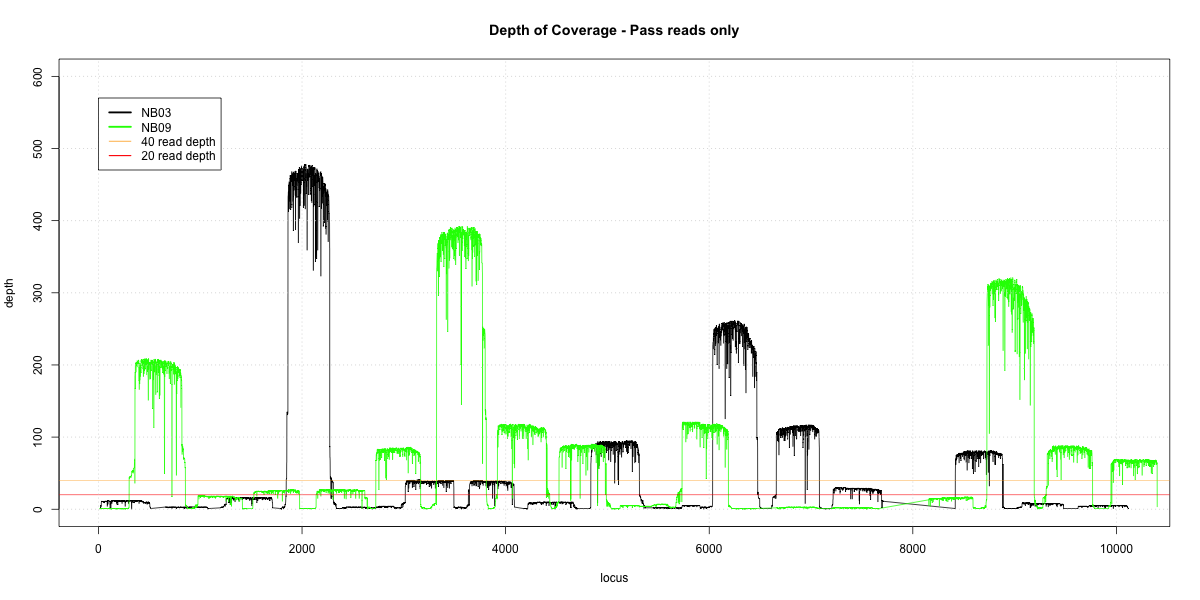 Depth of Coverage - Pass reads only
600
500
400
300
200
100
0
depth
NB03
NB09
40 read depth
20 read depth
0 2000 4000 6000 8000 10000
locus